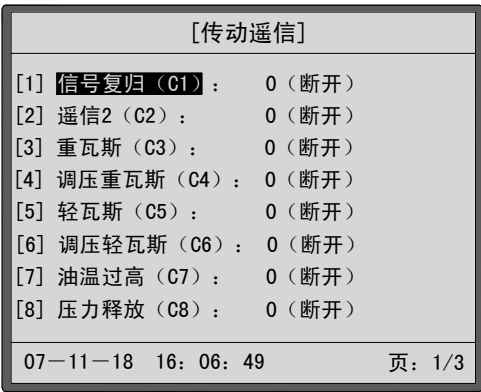 [传动遥信]
[1] 信号复归（C1）： 0（断开）
[2] 遥信2（C2）： 0（断开）
[3] 重瓦斯（C3）： 0（断开）
[4] 调压重瓦斯（C4）： 0（断开）
[5] 轻瓦斯（C5）： 0（断开）
[6] 调压轻瓦斯（C6）： 0（断开）
[7] 油温过高（C7）： 0（断开）
[8] 压力释放（C8）： 0（断开）
07－11－18 16：06：49 页：1/3